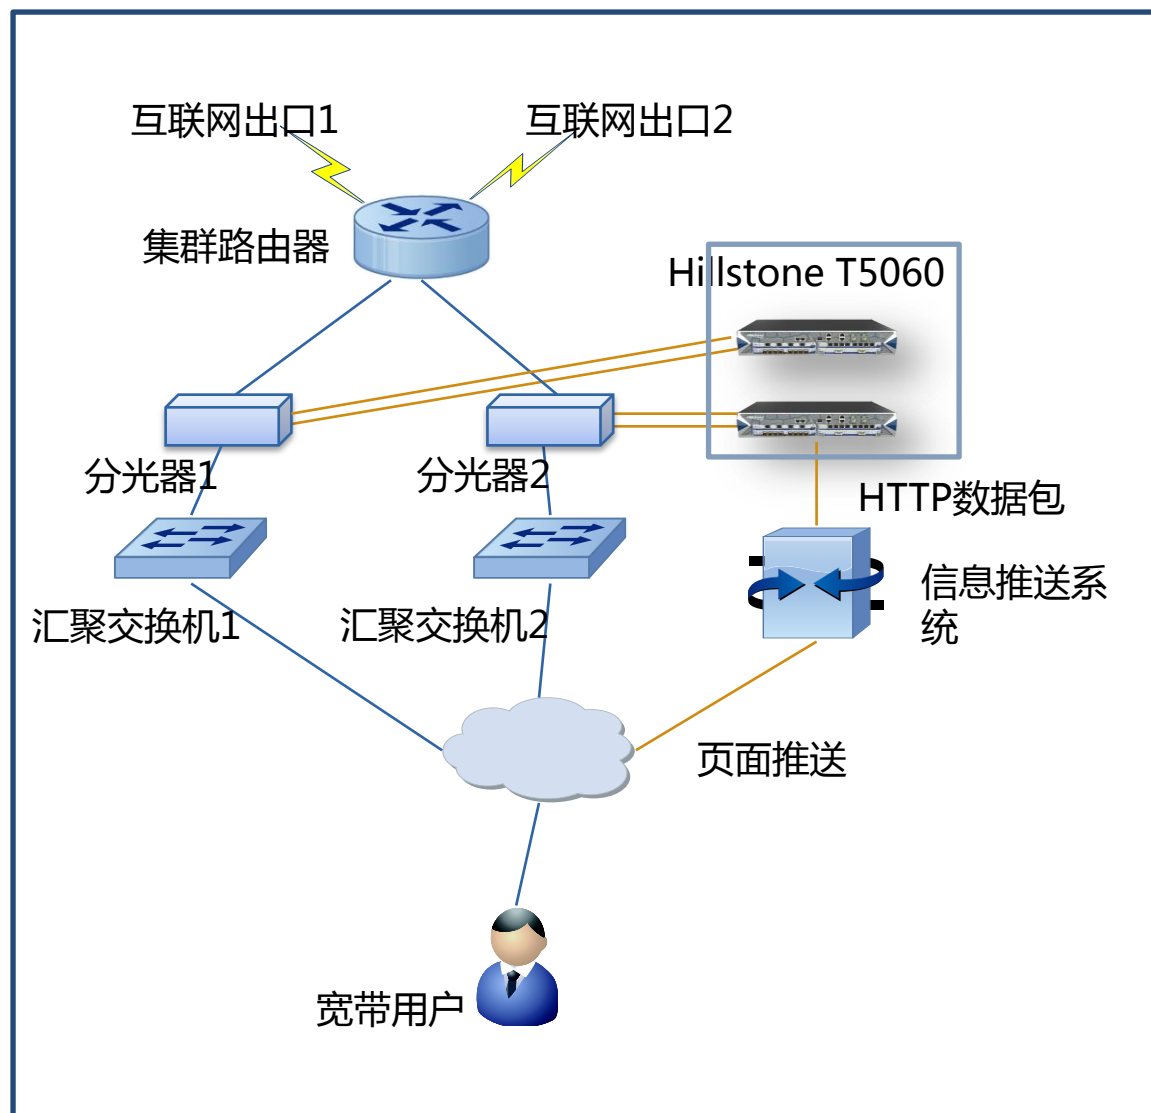 互联网出口1
互联网出口2
集群路由器
Hillstone T5060
分光器1
分光器2
HTTP数据包
信息推送系
统
汇聚交换机1
汇聚交换机2
页面推送
宽带用户